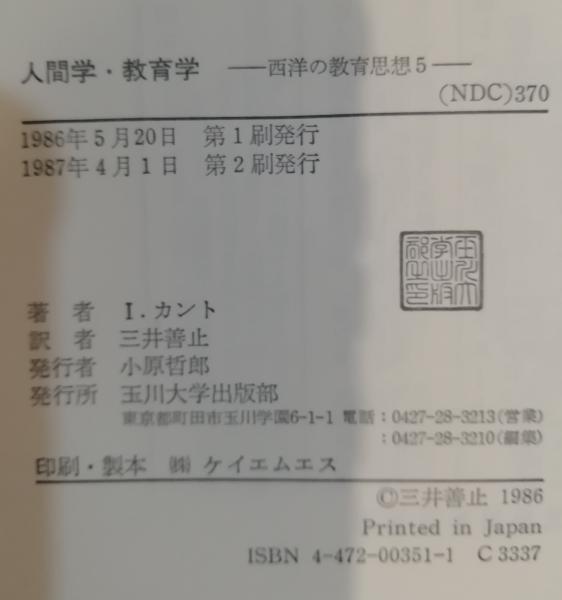 人間学・教育学 ――西洋の教育思想5――
(NDC)370
1986年5月20日 第1刷発行
1987年4月1日 第2刷発行
著者 I.カント
訳者 三井善止
発行者 小原哲郎
発行所 玉川大学出版部
東京都町田市玉川学園6-1-1 電話:0427-28-3213(営業)
:0427-28-3210(編集)
印刷・製本 ㈱ケイエムエス
©三井善止 1986
Printed in Japan
ISBN 4-472-00351-1 C3337